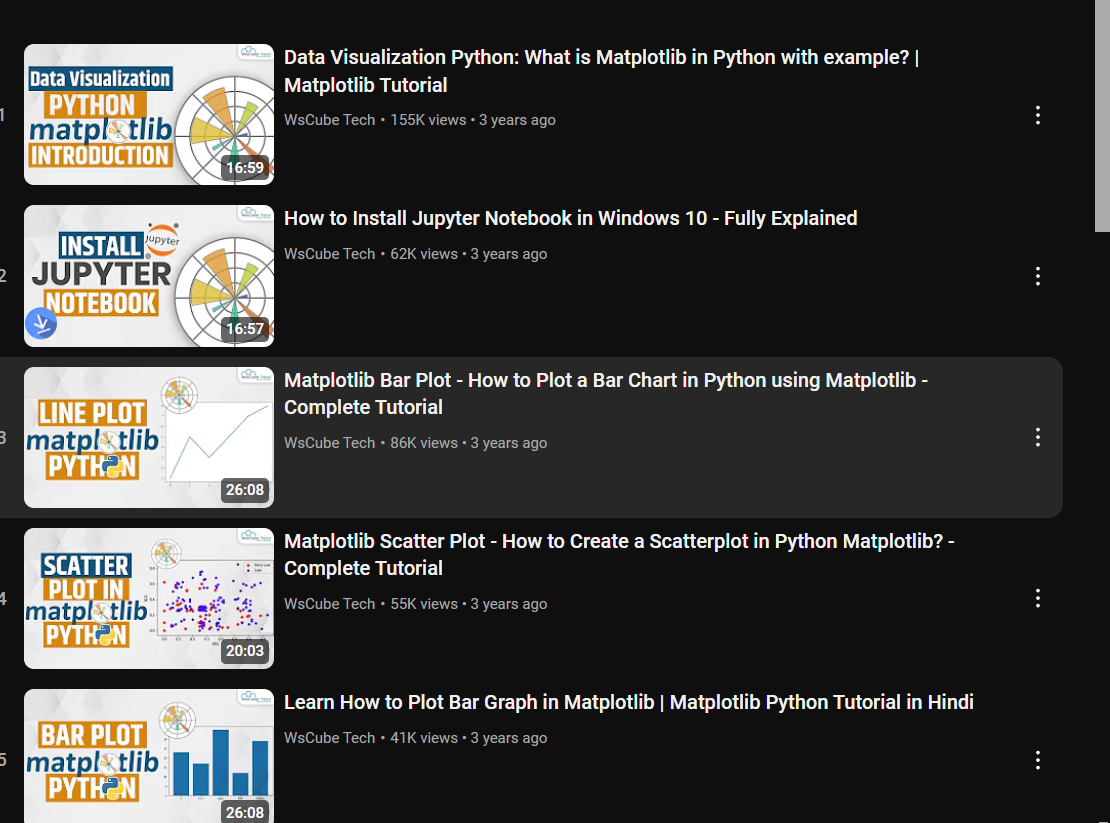 1
Data Visualization
PYTHON
matplotlib
INTRODUCTION
16:59
Data Visualization Python: What is Matplotlib in Python with example? |
Matplotlib Tutorial
WsCube Tech • 155K views • 3 years ago
2
INSTALL
jupyter
JUPYTER
NOTEBOOK
16:57
How to Install Jupyter Notebook in Windows 10 - Fully Explained
WsCube Tech • 62K views • 3 years ago
3
LINE PLOT
matplotlib
PYTHON
26:08
Matplotlib Bar Plot - How to Plot a Bar Chart in Python using Matplotlib -
Complete Tutorial
WsCube Tech • 86K views • 3 years ago
4
SCATTER
PLOT IN
matplotlib
PYTHON
20:03
Matplotlib Scatter Plot - How to Create a Scatterplot in Python Matplotlib? -
Complete Tutorial
WsCube Tech • 55K views • 3 years ago
5
BAR PLOT
matplotlib
PYTHON
26:08
Learn How to Plot Bar Graph in Matplotlib | Matplotlib Python Tutorial in Hindi
WsCube Tech • 41K views • 3 years ago